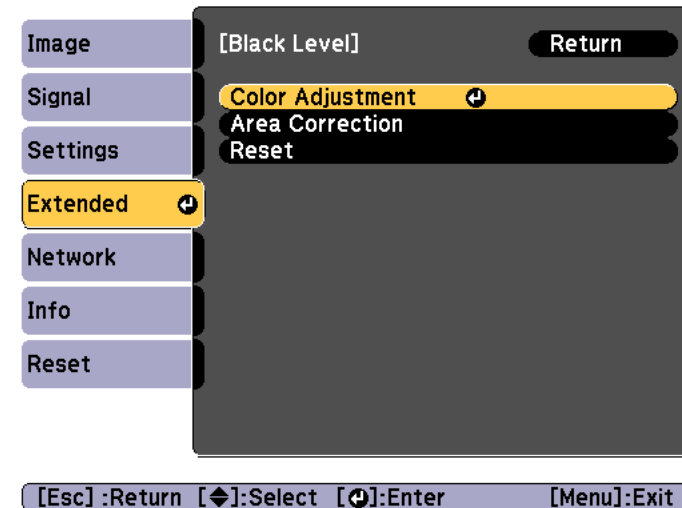 Image
Signal
Settings
Extended
Network
Info
Reset
[Black Level] Return
Color Adjustment
Area Correction
Reset
[Esc] :Return [◆]:Select [⏎]:Enter [Menu]:Exit